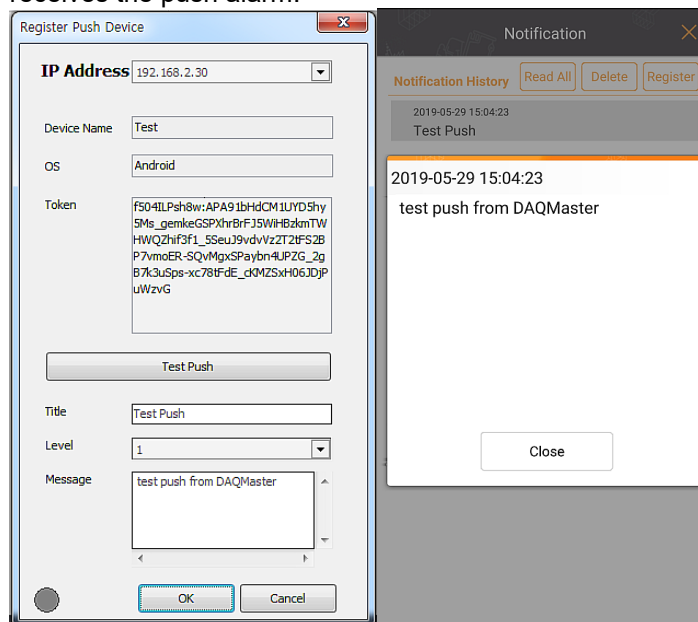 receives the push alarm.
Register Push Device
x
IP Address 192.168.2.30
Device Name Test
OS Android
Token
f504ILPsh8w:APA91bHdCM1UYD5hy
5Ms_gemkeGSPXhrBrFJ5WiHBzkmTW
HWQZhif3f1_5SeuJ9vdvVz2T2tFS2B
P7vmoER-SQvMgxSPaybn4UPZG_2g
B7k3uSps-xc78tFdE_cKMZSxH06JDjP
uWzvG
Test Push
Title Test Push
Level 1
Message test push from DAQMaster
OK Cancel
Notification
Notification History Read All Delete Register
2019-05-29 15:04:23
Test Push
2019-05-29 15:04:23
test push from DAQMaster
Close